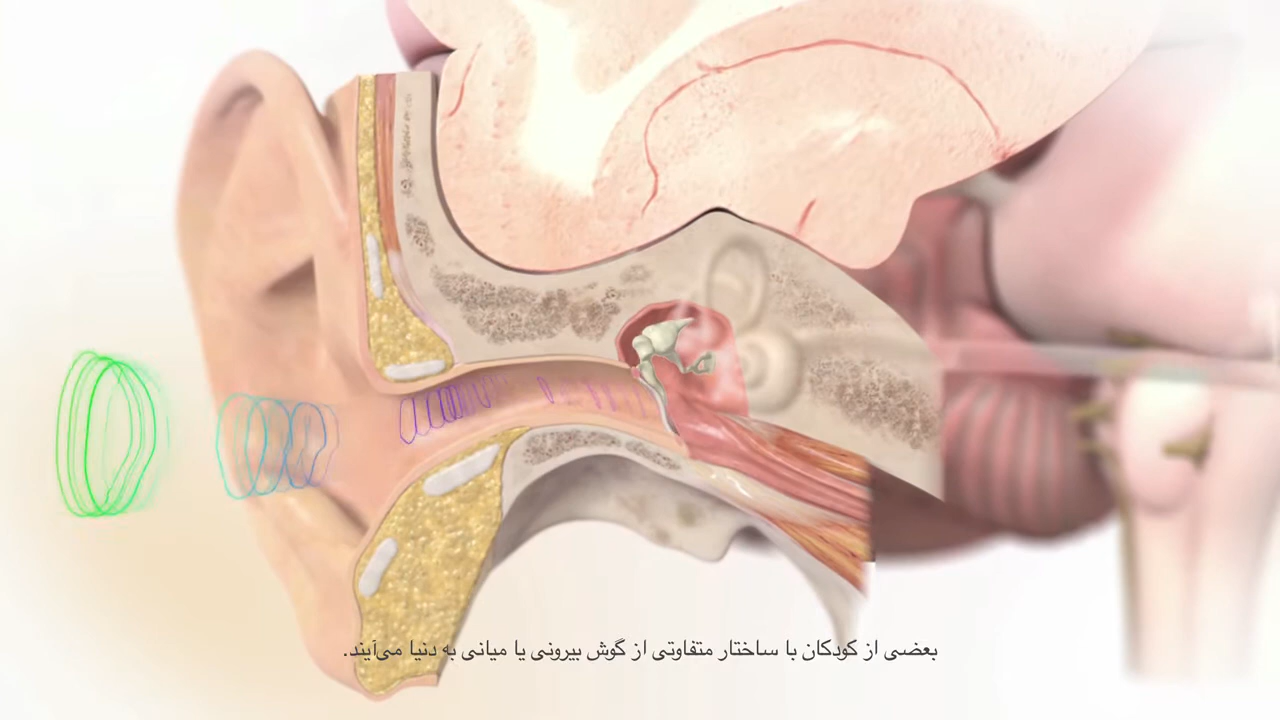 بعضی از کودکان با ساختار متفاوتی از گوش بیرونی یا میانی به دنیا می‌آیند.